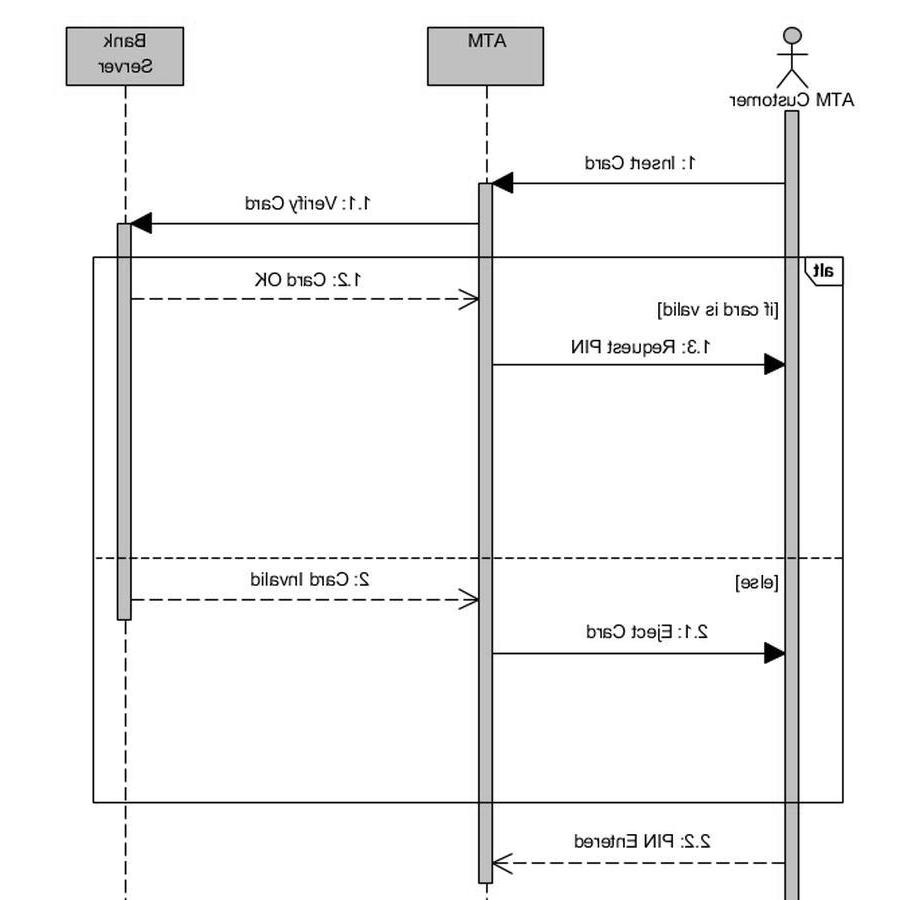 Bank
Server
ATM
ATM Customer
1: Insert Card
1.1: Verify Card
alt
1.2: Card OK
[if card is valid]
1.3: Request PIN
2: Card Invalid
[else]
2.1: Eject Card
2.2: PIN Entered